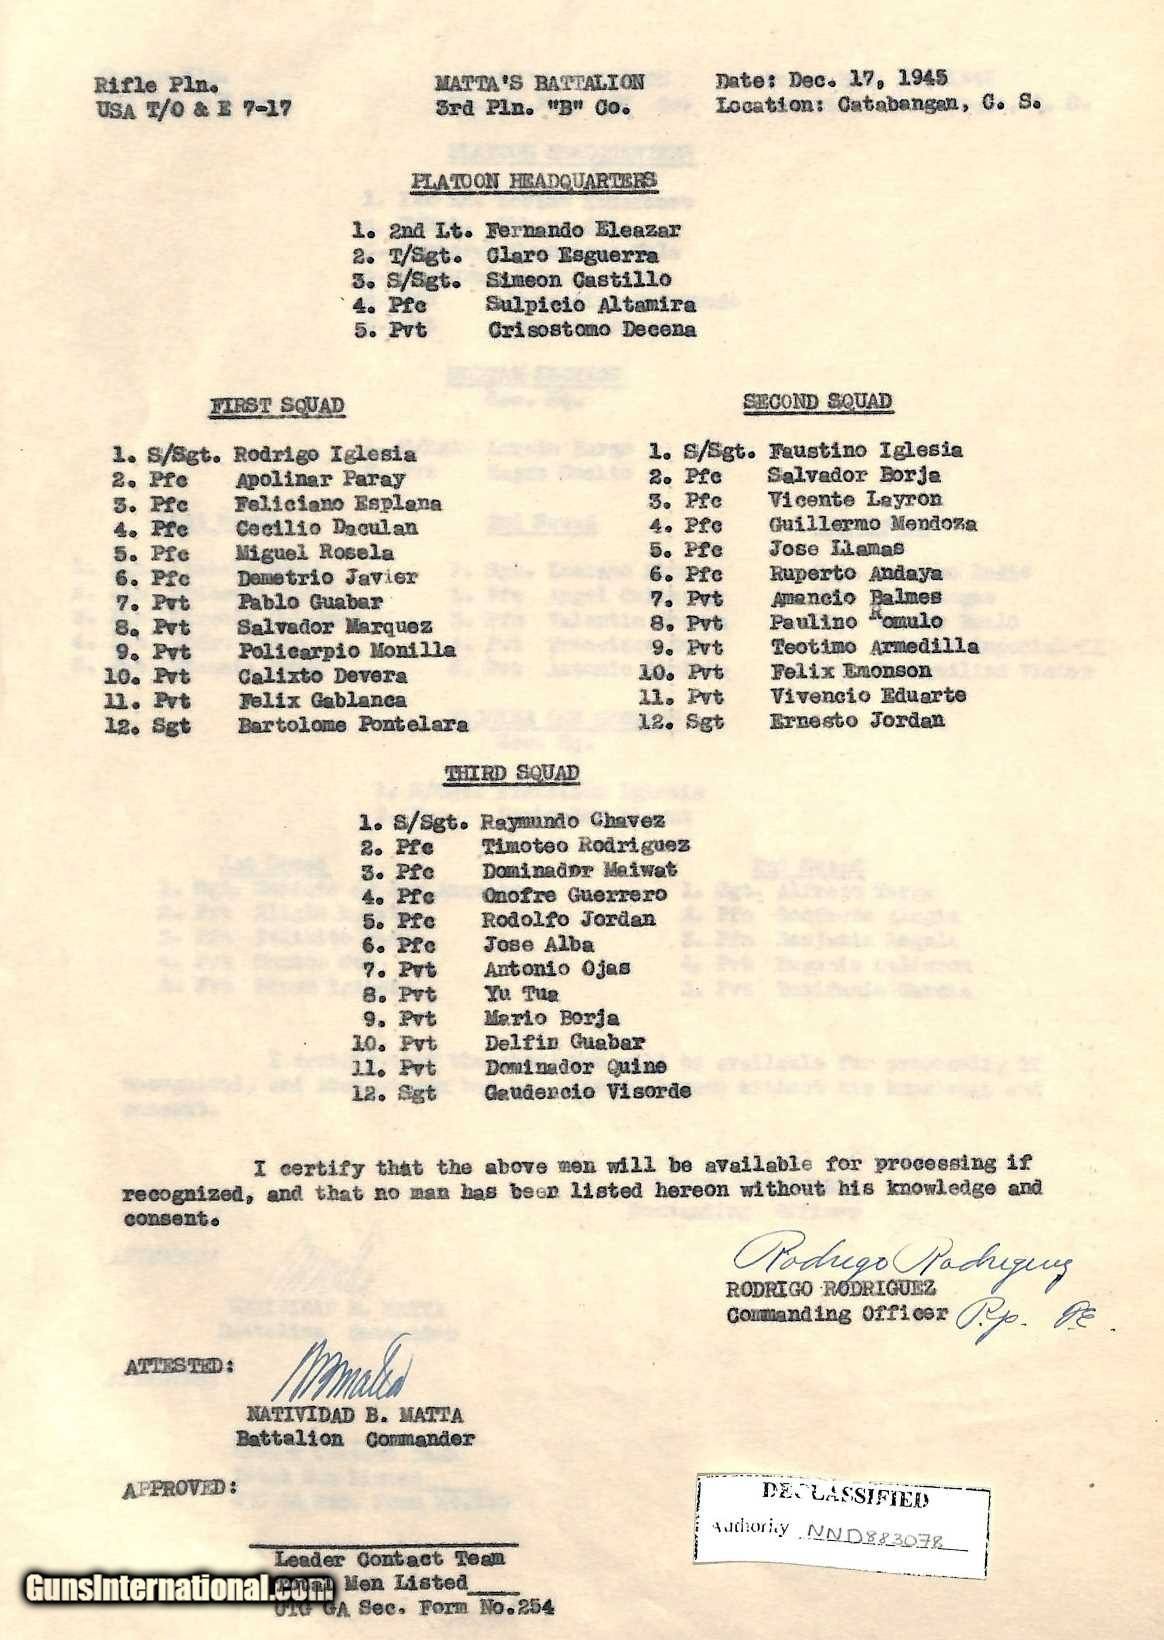 Rifle Pln.
USA T/O & E 7-17
MATTA'S BATTALION
3rd Pln. "B" Co.
Date: Dec. 17, 1945
Location: Catabangan, C. S.
PLATOON HEADQUARTERS
1. 2nd Lt. Fernando Eleazar
2. T/Sgt. Claro Esguerra
3. S/Sgt. Simeon Castillo
4. Pfc Sulpicio Altamira
5. Pvt Crisostomo Decena
FIRST SQUAD
1. S/Sgt. Rodrigo Iglesia
2. Pfc Apolinar Paray
3. Pfc Feliciano Esplana
4. Pfc Cecilio Daculan
5. Pfc Miguel Rosela
6. Pfc Demetrio Javier
7. Pvt Pablo Guabar
8. Pvt Salvador Marquez
9. Pvt Policarpio Monilla
10. Pvt Calixto Devera
11. Pvt Felix Gablanca
12. Sgt Bartolome Pontelara
SECOND SQUAD
1. S/Sgt. Faustino Iglesia
2. Pfc Salvador Borja
3. Pfc Vicente Layron
4. Pfc Guillermo Mendoza
5. Pfc Jose Llamas
6. Pfc Ruperto Andaya
7. Pvt Amancio Balmes
8. Pvt Paulino Romulo
9. Pvt Teotimo Armedilla
10. Pvt Felix Emonson
11. Pvt Vivencio Eduarte
12. Sgt Ernesto Jordan
THIRD SQUAD
1. S/Sgt. Raymundo Chavez
2. Pfc Timoteo Rodriguez
3. Pfc Dominador Maiwat
4. Pfc Onofre Guerrero
5. Pfc Rodolfo Jordan
6. Pfc Jose Alba
7. Pvt Antonio Ojas
8. Pvt Yu Tua
9. Pvt Mario Borja
10. Pvt Delfin Guabar
11. Pvt Dominador Quine
12. Sgt Gaudencio Visorde
I certify that the above men will be available for processing if
recognized, and that no man has been listed hereon without his knowledge and
consent.
Rodrigo Rodriguez
RODRIGO RODRIGUEZ
Commanding Officer
ATTESTED:
NBMatta
NATIVIDAD B. MATTA
Battalion Commander
APPROVED:
DECLASSIFIED
Authority NND883078
Leader Contact Team
Total Men Listed____
UTG GA Sec. Form No.254
GunsInternational.com